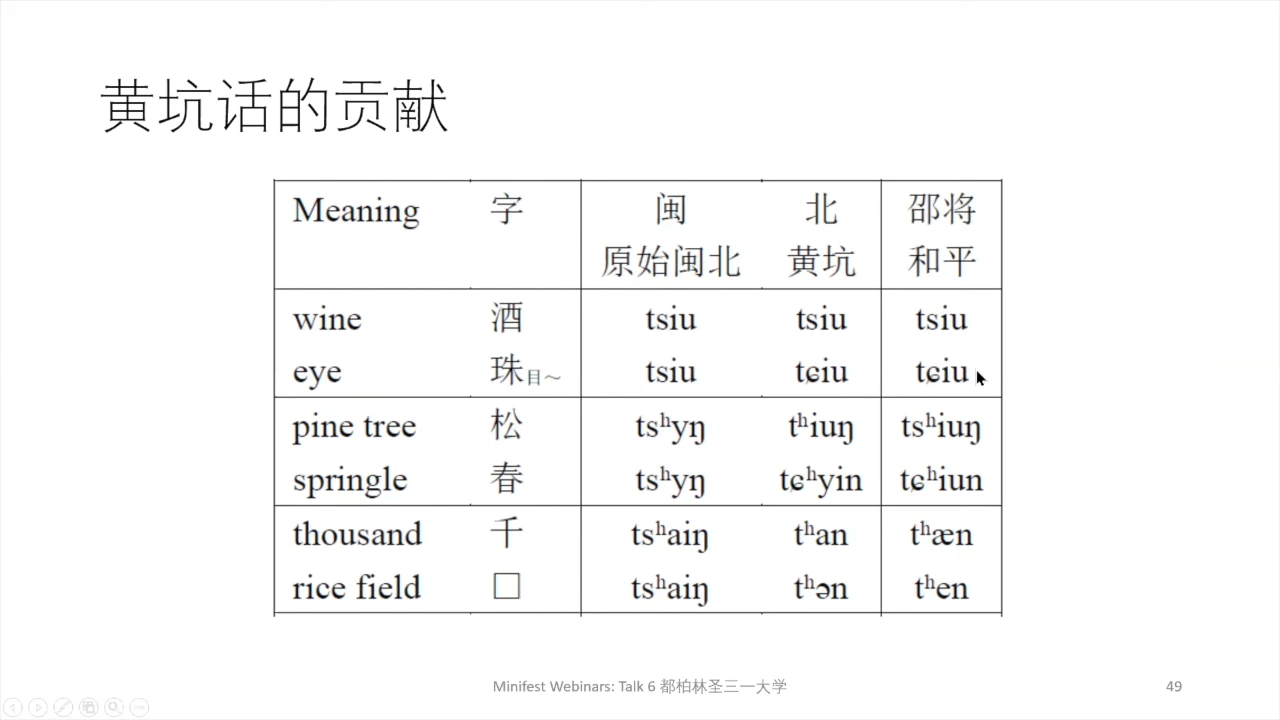 黄坑话的贡献
Meaning 字 闽 北 邵将
原始闽北 黄坑 和平
wine 酒 tsiu tsiu tsiu
eye 珠目～ tsiu tɕiu tɕiu
pine tree 松 tsʰyŋ tʰiuŋ tsʰiuŋ
springle 春 tsʰyŋ tɕʰyin tɕʰiun
thousand 千 tsʰaiŋ tʰan tʰæn
rice field □ tsʰaiŋ tʰən tʰen
Minifest Webinars: Talk 6 都柏林圣三一大学
49